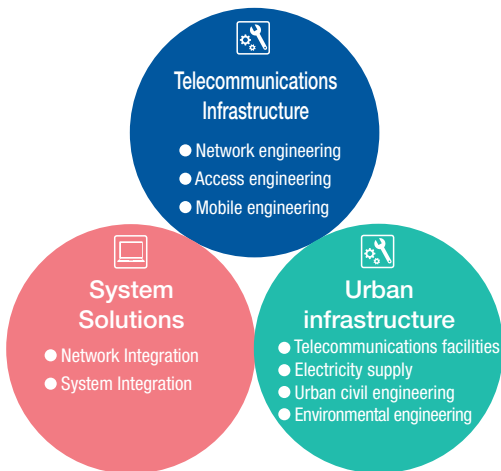 Telecommunications
Infrastructure
● Network engineering
● Access engineering
● Mobile engineering
System
Solutions
● Network Integration
● System Integration
Urban
infrastructure
● Telecommunications facilities
● Electricity supply
● Urban civil engineering
● Environmental engineering